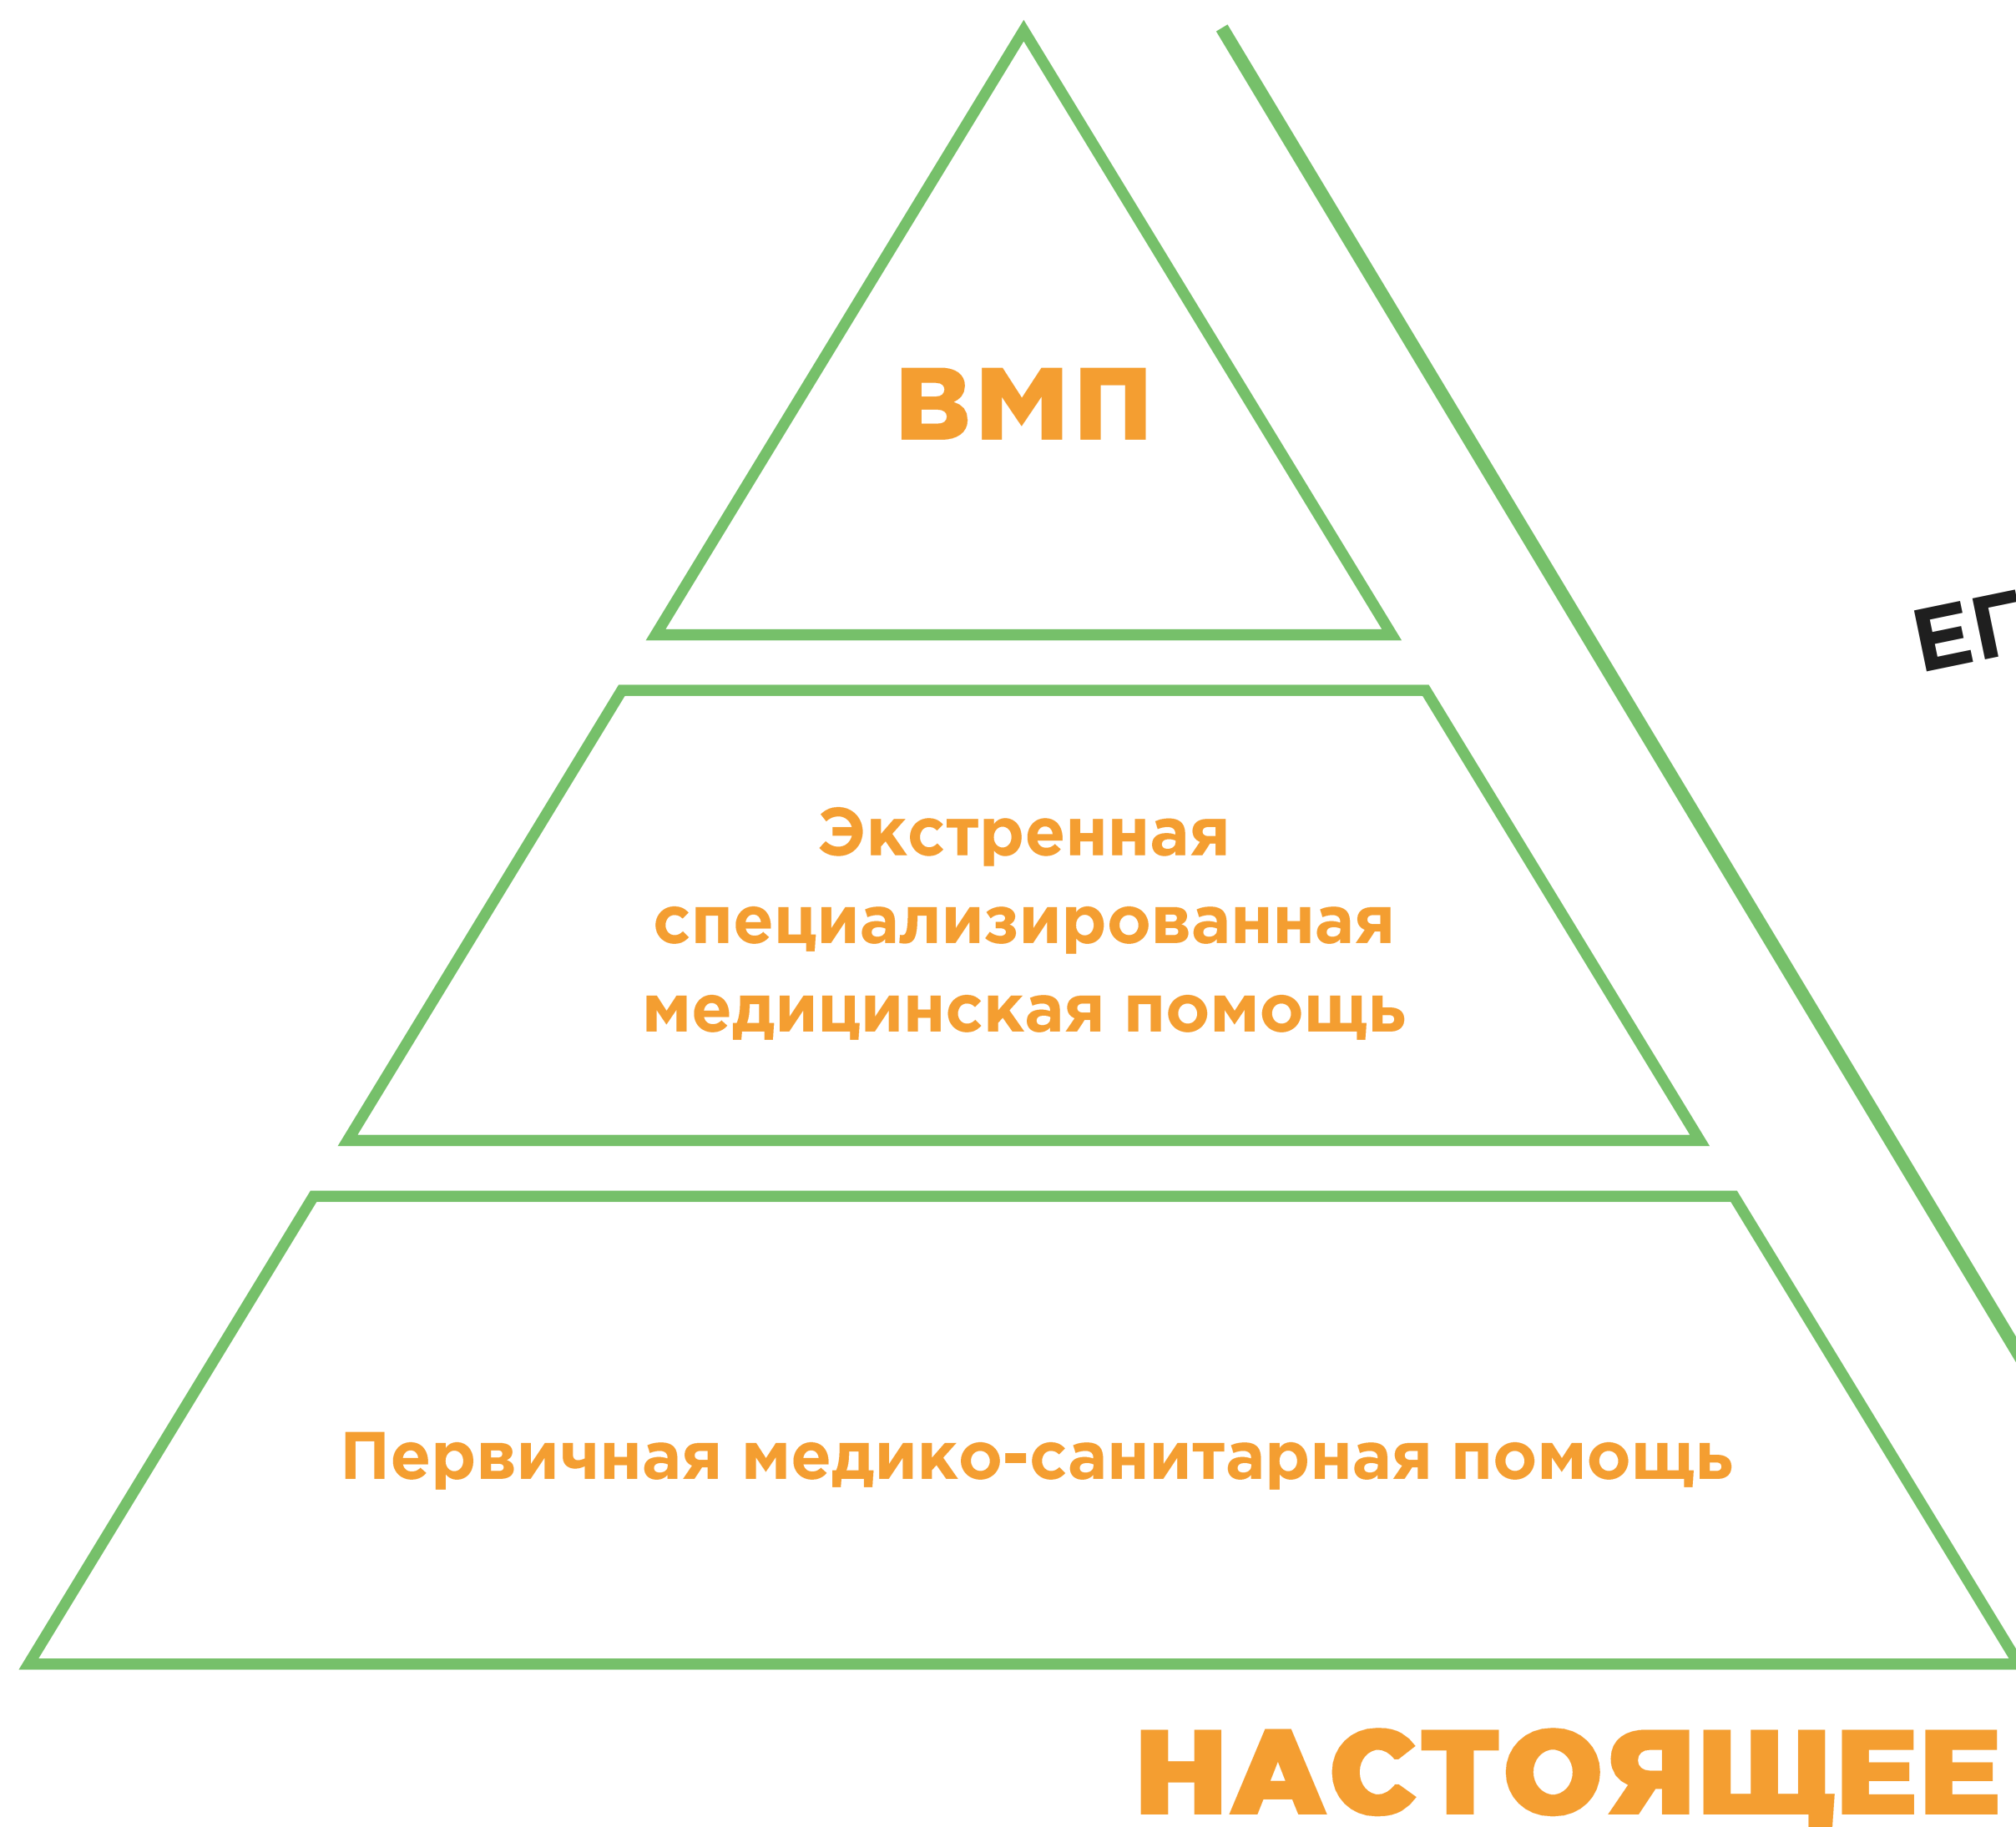 ВМП
Экстренная
специализированная
медицинская помощь
Первичная медико-санитарная помощь
НАСТОЯЩЕЕ